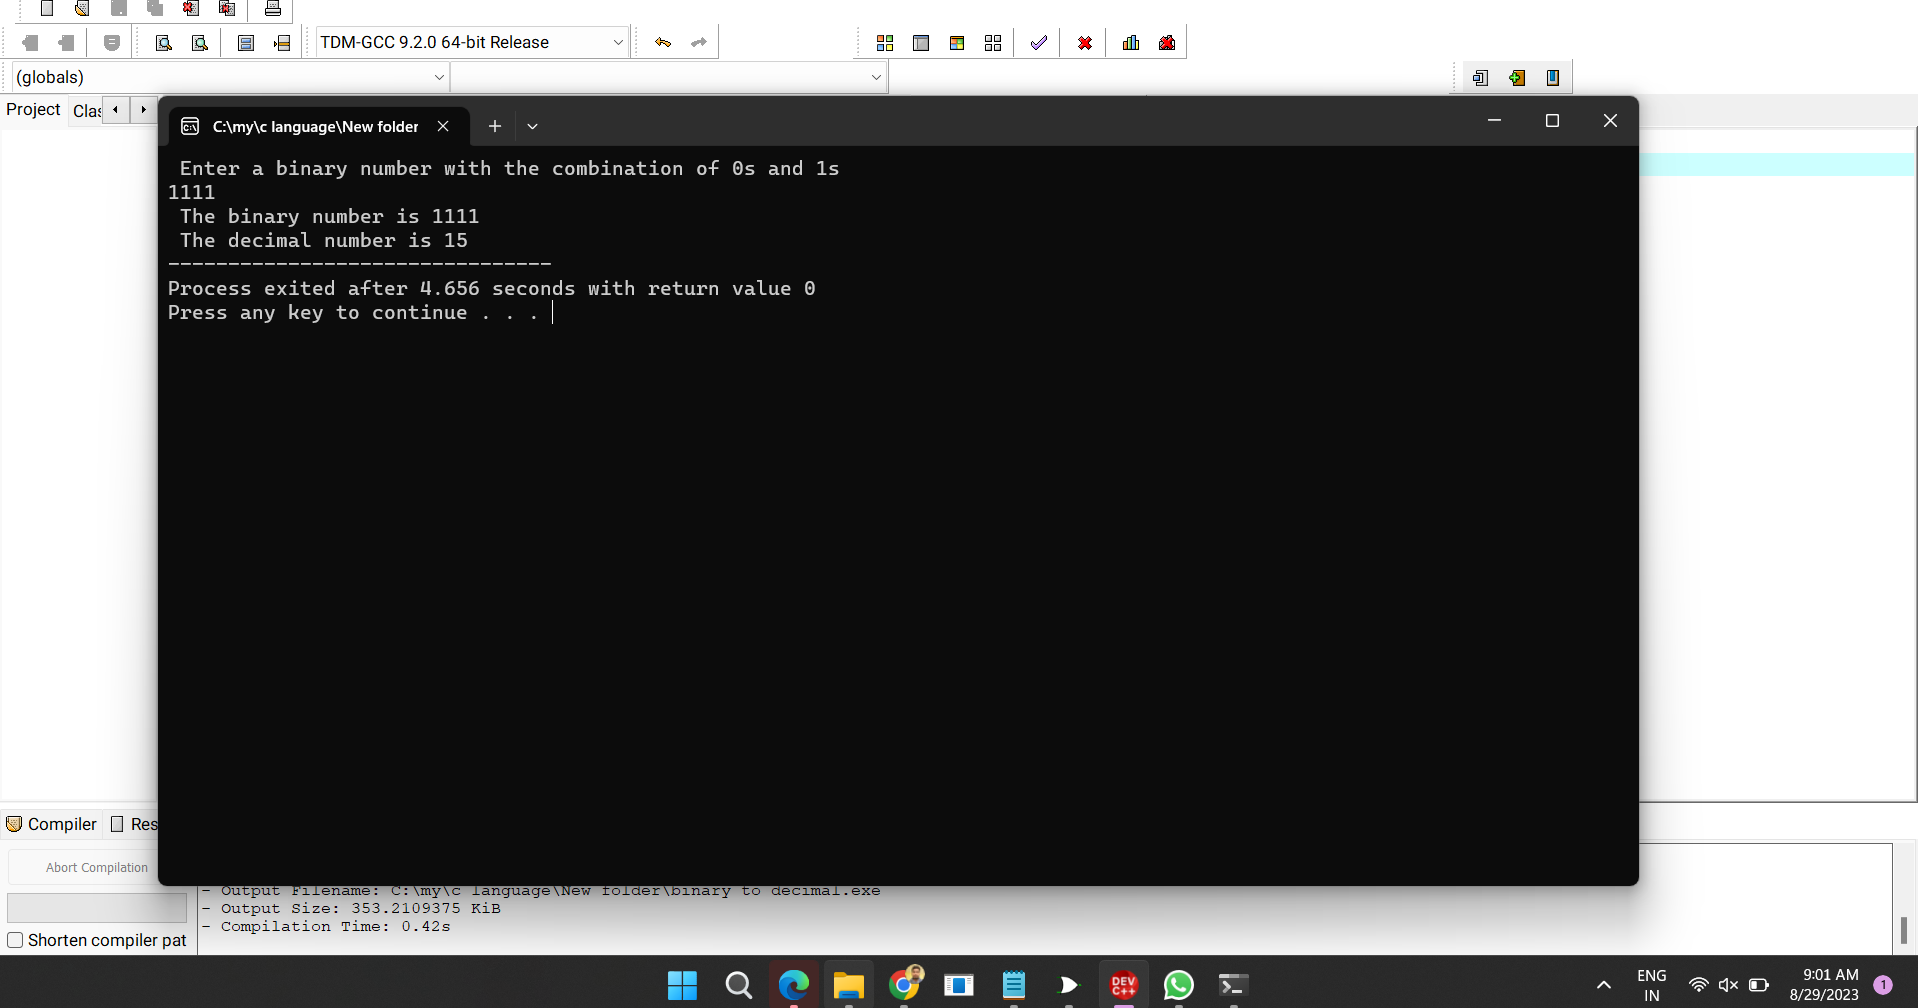 TDM-GCC 9.2.0 64-bit Release
(globals)
Project
Clas
C:\my\c language\New folder
Enter a binary number with the combination of 0s and 1s
1111
The binary number is 1111
The decimal number is 15
--------------------------------
Process exited after 4.656 seconds with return value 0
Press any key to continue . . .
Compiler
Res
Abort Compilation
- Output Filename: C:\my\c language\New folder\binary to decimal.exe
- Output Size: 353.2109375 KiB
- Compilation Time: 0.42s
Shorten compiler pat
DEV
C++
ENG
IN
9:01 AM
8/29/2023
1